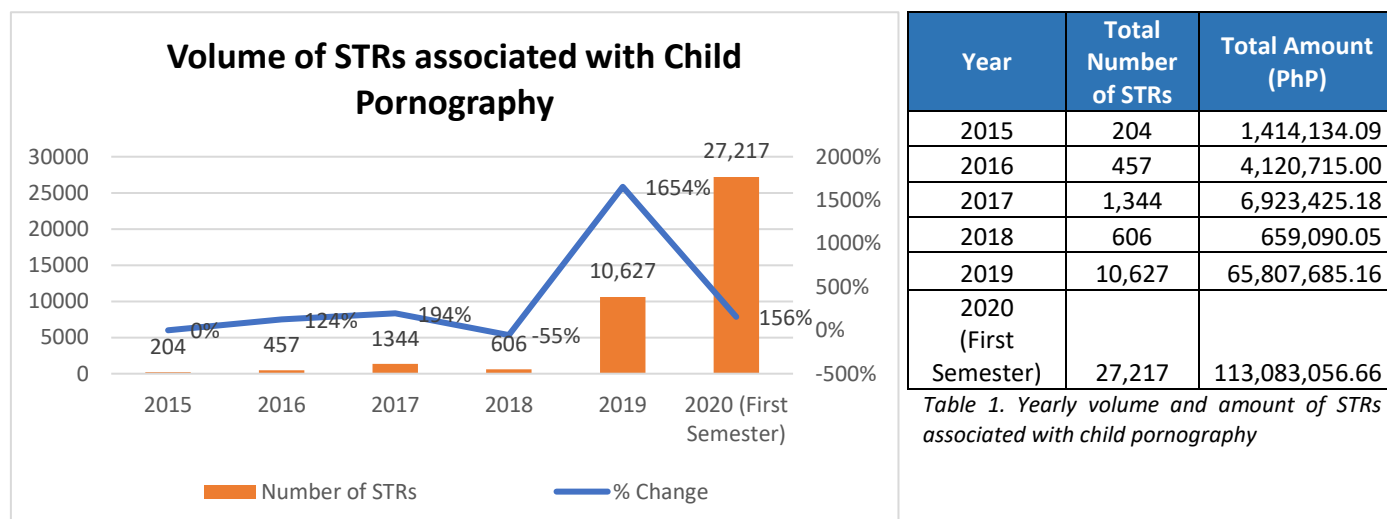 Volume of STRs associated with Child
Pornography
30000
25000
20000
15000
10000
5000
0
2000%
1500%
1000%
500%
0%
-500%
204
457
1344
606
10,627
27,217
0%
124%
194%
-55%
1654%
156%
2015
2016
2017
2018
2019
2020 (First
Semester)
Number of STRs
% Change
Year
Total
Number
of STRs
Total Amount
(PhP)
2015 204 1,414,134.09
2016 457 4,120,715.00
2017 1,344 6,923,425.18
2018 606 659,090.05
2019 10,627 65,807,685.16
2020
(First
Semester) 27,217 113,083,056.66
Table 1. Yearly volume and amount of STRs
associated with child pornography